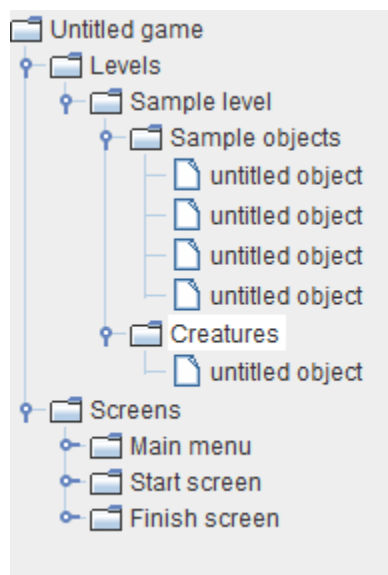 Untitled game
Levels
Sample level
Sample objects
untitled object
untitled object
untitled object
untitled object
Creatures
untitled object
Screens
Main menu
Start screen
Finish screen